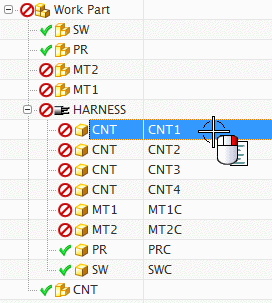 Work Part
SW
PR
MT2
MT1
HARNESS
CNT CNT1
CNT CNT2
CNT CNT3
CNT CNT4
MT1 MT1C
MT2 MT2C
PR PRC
SW SWC
CNT